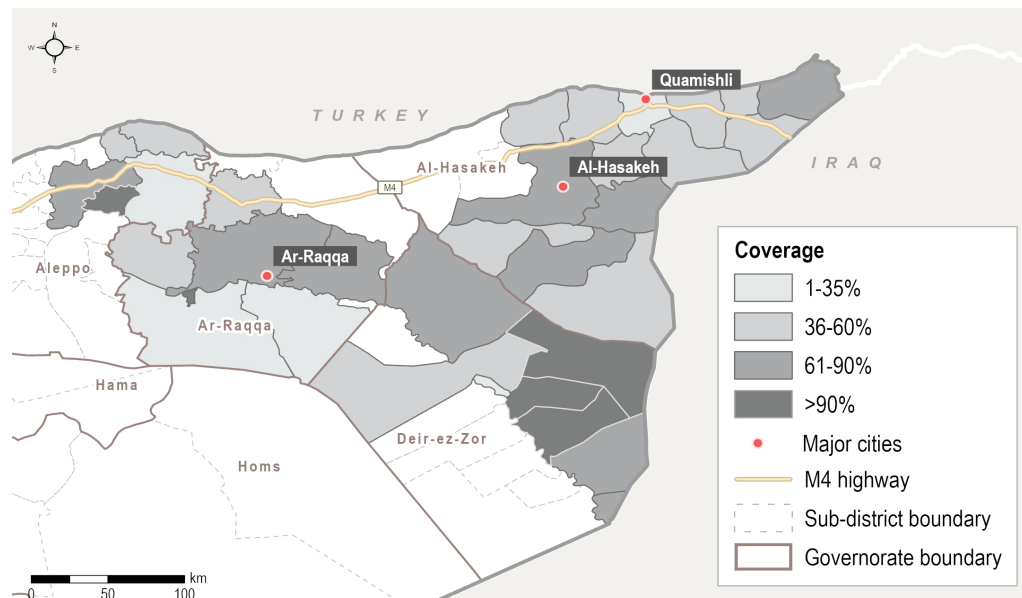 N
W E
S
Quamishli
TURKEY
Al-Hasakeh
Al-Hasakeh
IRAQ
M4
Ar-Raqqa
Aleppo
Ar-Raqqa
Hama
Deir-ez-Zor
Homs
Coverage
1-35%
36-60%
61-90%
>90%
Major cities
M4 highway
Sub-district boundary
Governorate boundary
km
0 50 100